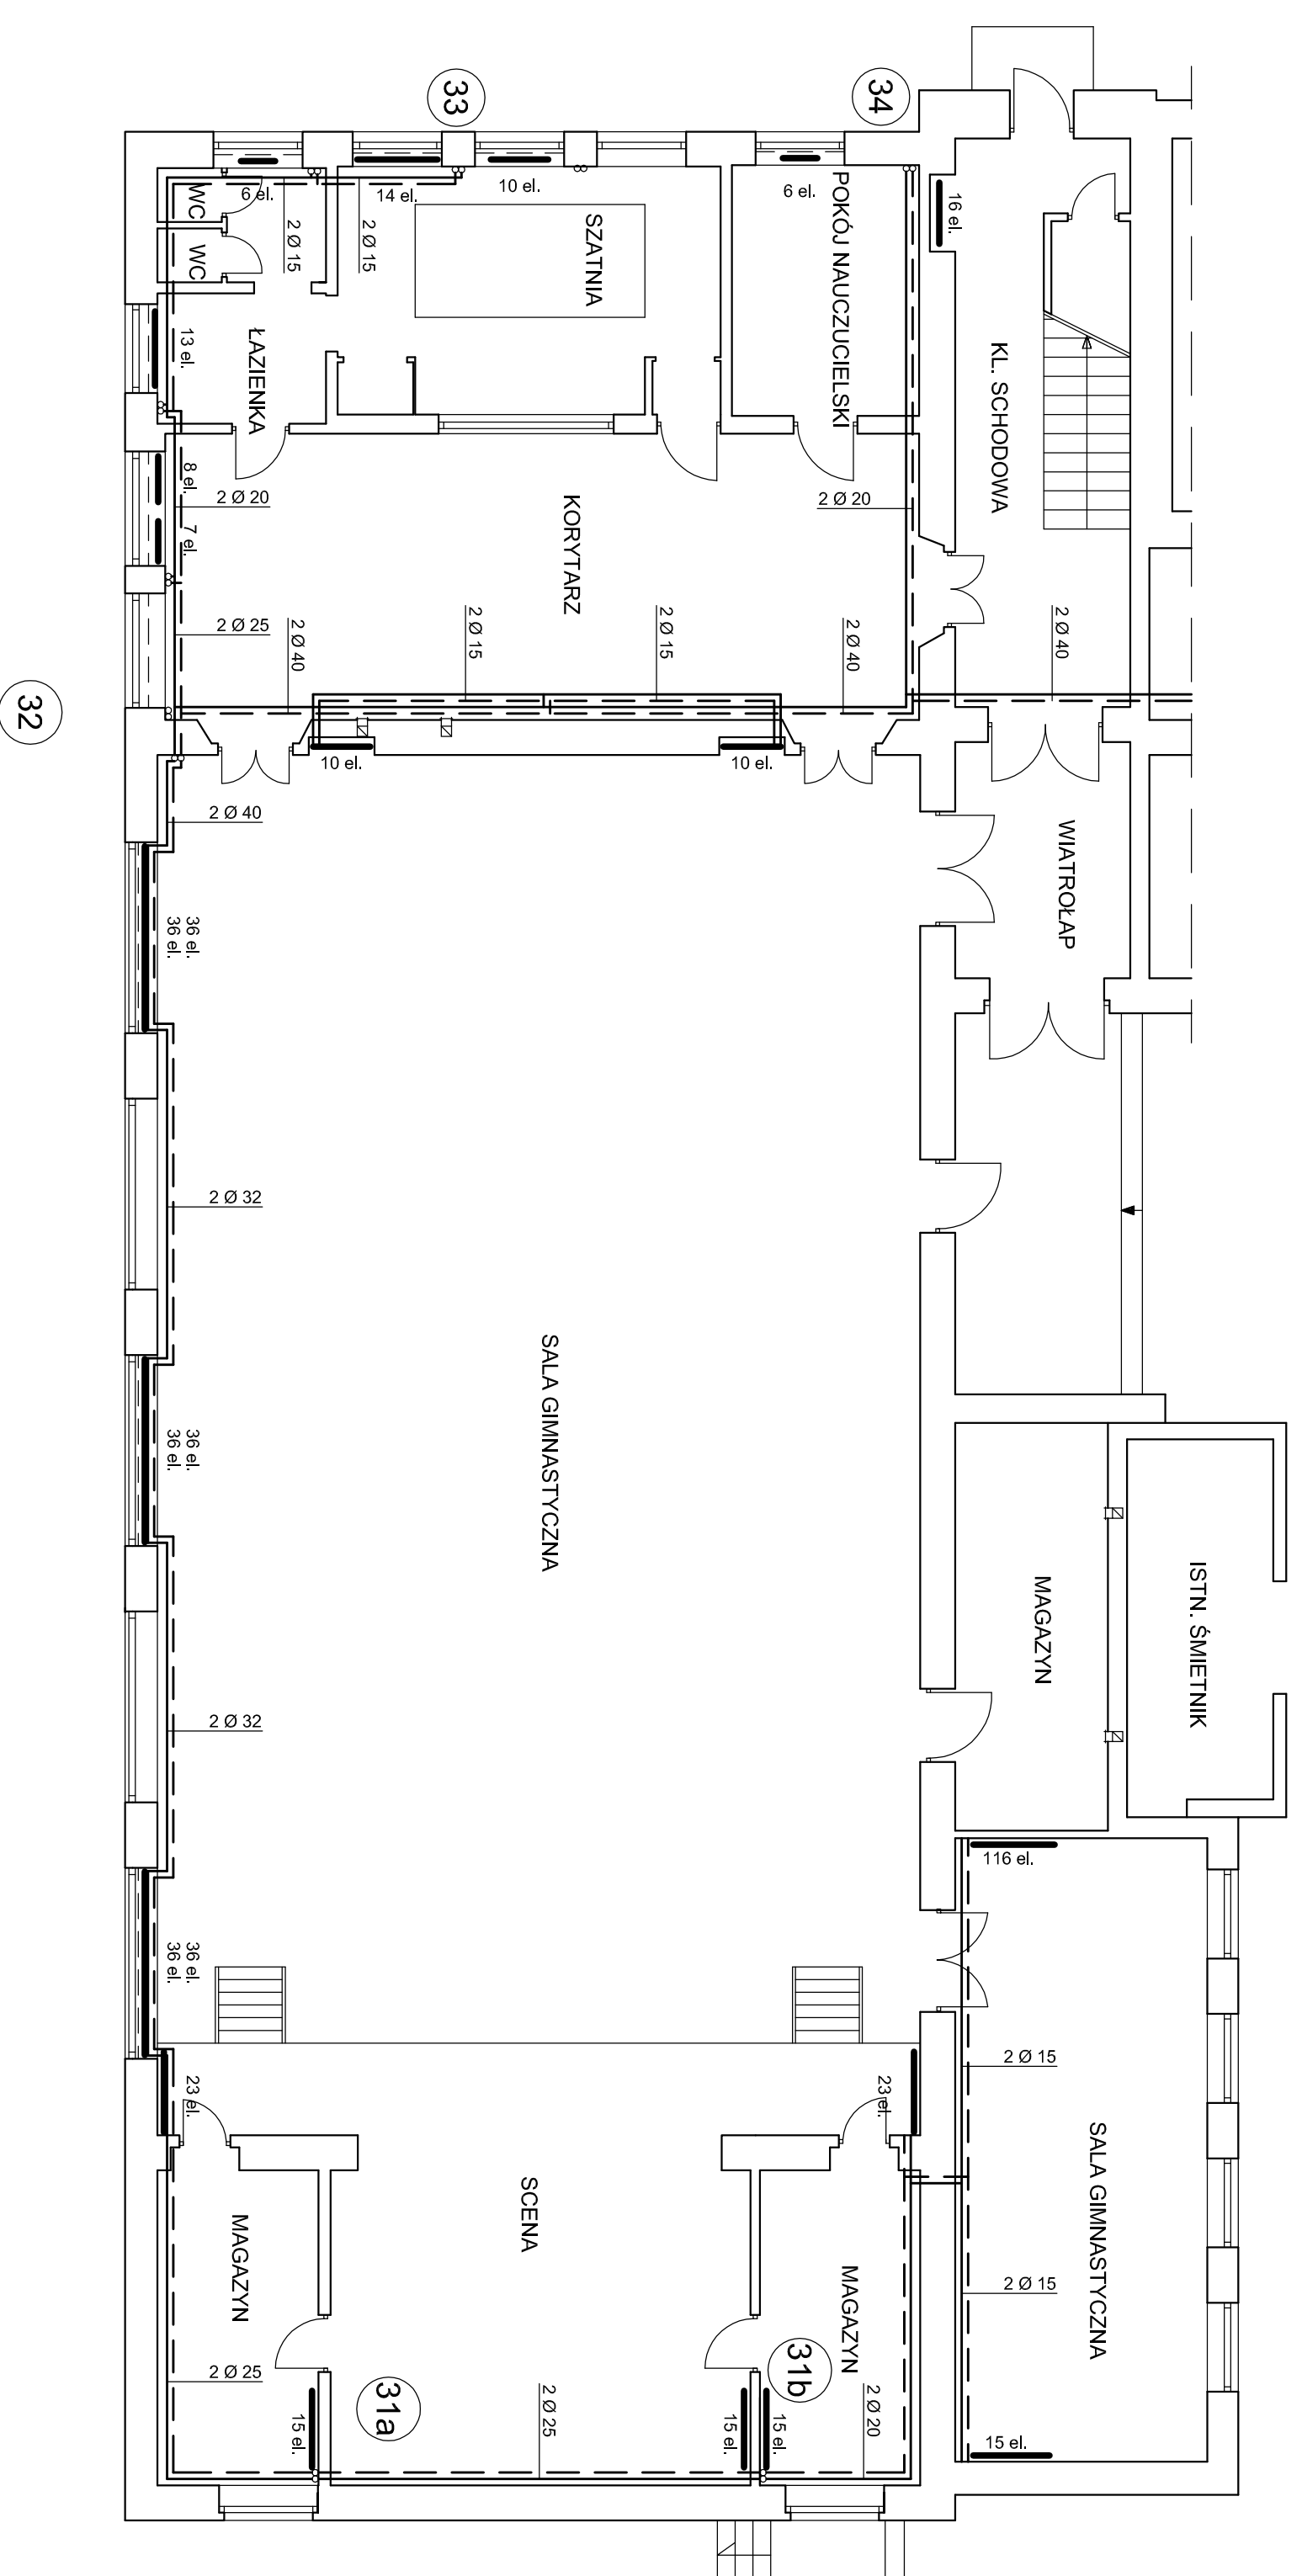 33
34
6 el.
14 el.
10 el.
6 el.
16 el.
WC
WC
2 Ø 15
2 Ø 15
SZATNIA
POKÓJ NAUCZUCIELSKI
13 el.
ŁAZIENKA
KL. SCHODOWA
8 el.
7 el.
2 Ø 20
2 Ø 20
KORYTARZ
2 Ø 25
2 Ø 40
2 Ø 15
2 Ø 15
2 Ø 40
2 Ø 40
32
10 el.
10 el.
2 Ø 40
WIATROŁAP
36 el.
36 el.
2 Ø 32
SALA GIMNASTYCZNA
36 el.
36 el.
MAGAZYN
ISTN. ŚMIETNIK
2 Ø 32
116 el.
36 el.
36 el.
2 Ø 15
23 el.
23 el.
SALA GIMNASTYCZNA
SCENA
MAGAZYN
MAGAZYN
2 Ø 15
31b
2 Ø 25
31a
2 Ø 25
2 Ø 20
15 el.
15 el.
15 el.
15 el.